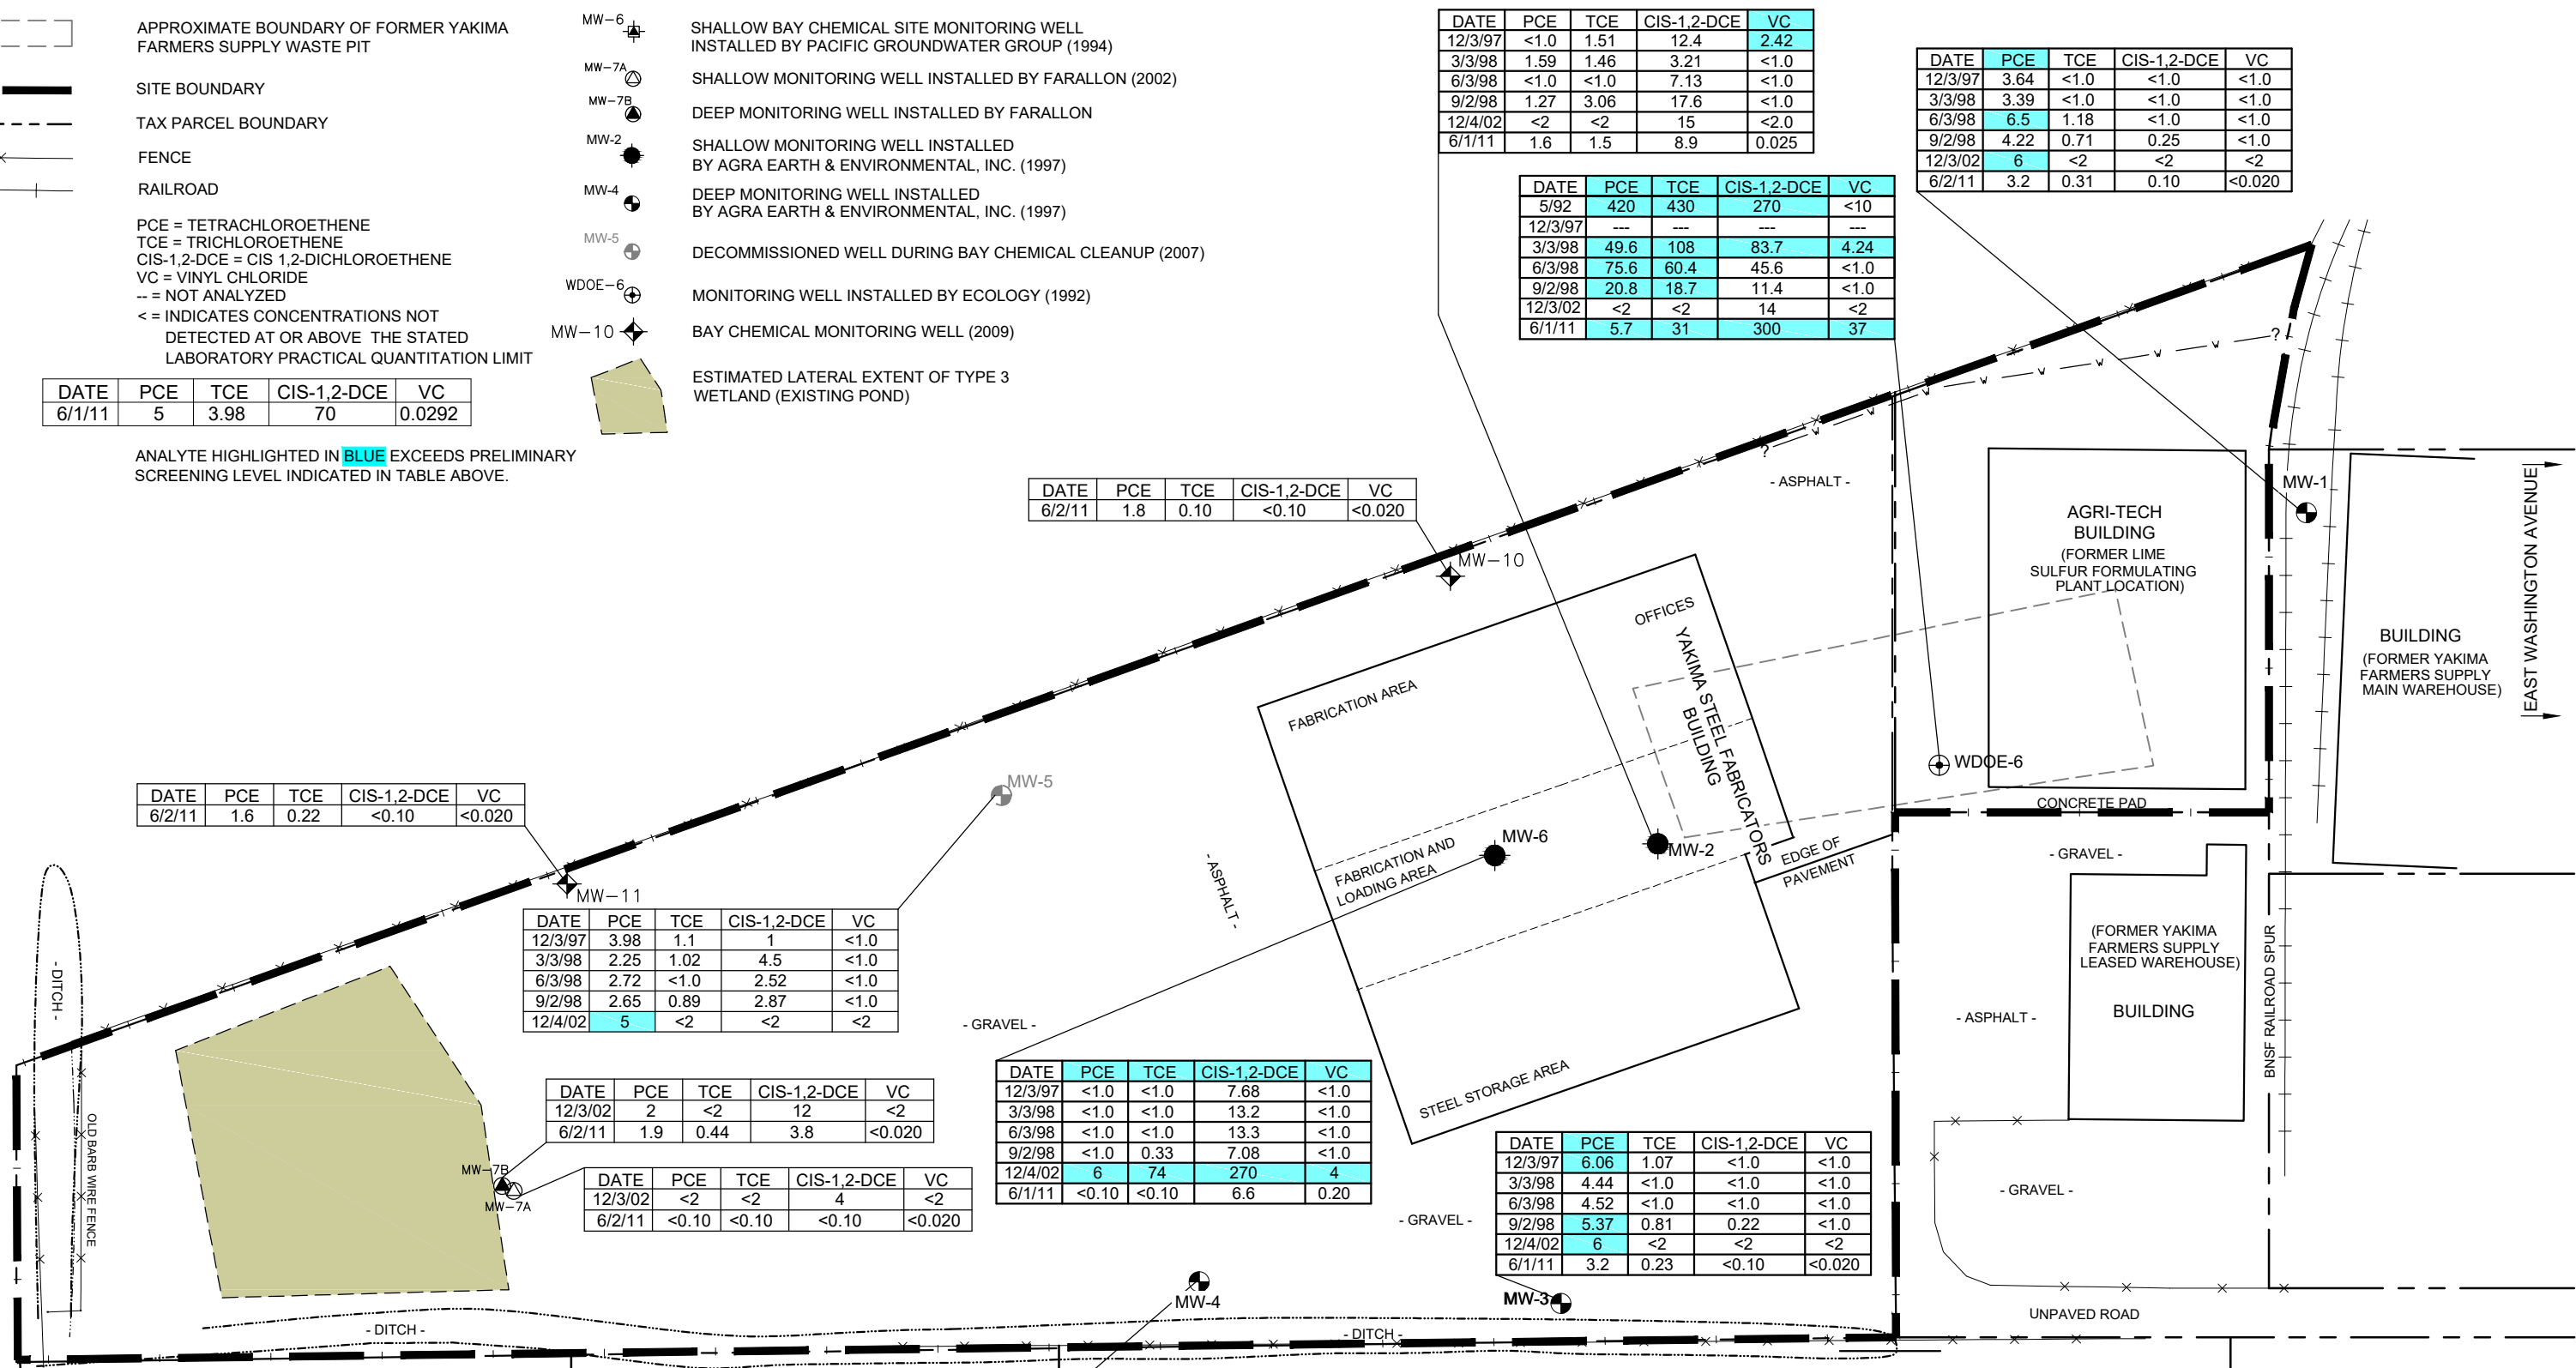 APPROXIMATE BOUNDARY OF FORMER YAKIMA
FARMERS SUPPLY WASTE PIT
SITE BOUNDARY
TAX PARCEL BOUNDARY
FENCE
RAILROAD
PCE = TETRACHLOROETHENE
TCE = TRICHLOROETHENE
CIS-1,2-DCE = CIS 1,2-DICHLOROETHENE
VC = VINYL CHLORIDE
-- = NOT ANALYZED
< = INDICATES CONCENTRATIONS NOT
DETECTED AT OR ABOVE THE STATED
LABORATORY PRACTICAL QUANTITATION LIMIT
DATE PCE TCE CIS-1,2-DCE VC
6/1/11 5 3.98 70 0.0292
ANALYTE HIGHLIGHTED IN BLUE EXCEEDS PRELIMINARY
SCREENING LEVEL INDICATED IN TABLE ABOVE.
MW-6
SHALLOW BAY CHEMICAL SITE MONITORING WELL
INSTALLED BY PACIFIC GROUNDWATER GROUP (1994)
MW-7A
SHALLOW MONITORING WELL INSTALLED BY FARALLON (2002)
MW-7B
DEEP MONITORING WELL INSTALLED BY FARALLON
MW-2
SHALLOW MONITORING WELL INSTALLED
BY AGRA EARTH & ENVIRONMENTAL, INC. (1997)
MW-4
DEEP MONITORING WELL INSTALLED
BY AGRA EARTH & ENVIRONMENTAL, INC. (1997)
MW-5
DECOMMISSIONED WELL DURING BAY CHEMICAL CLEANUP (2007)
WDOE-6
MONITORING WELL INSTALLED BY ECOLOGY (1992)
MW-10
BAY CHEMICAL MONITORING WELL (2009)
ESTIMATED LATERAL EXTENT OF TYPE 3
WETLAND (EXISTING POND)
DATE PCE TCE CIS-1,2-DCE VC
12/3/97 <1.0 1.51 12.4 2.42
3/3/98 1.59 1.46 3.21 <1.0
6/3/98 <1.0 <1.0 7.13 <1.0
9/2/98 1.27 3.06 17.6 <1.0
12/4/02 <2 <2 15 <2.0
6/1/11 1.6 1.5 8.9 0.025
DATE PCE TCE CIS-1,2-DCE VC
12/3/97 3.64 <1.0 <1.0 <1.0
3/3/98 3.39 <1.0 <1.0 <1.0
6/3/98 6.5 1.18 <1.0 <1.0
9/2/98 4.22 0.71 0.25 <1.0
12/3/02 6 <2 <2 <2
6/2/11 3.2 0.31 0.10 <0.020
DATE PCE TCE CIS-1,2-DCE VC
5/92 420 430 270 <10
12/3/97 --- --- --- ---
3/3/98 49.6 108 83.7 4.24
6/3/98 75.6 60.4 45.6 <1.0
9/2/98 20.8 18.7 11.4 <1.0
12/3/02 <2 <2 14 <2
6/1/11 5.7 31 300 37
?
?
- ASPHALT -
DATE PCE TCE CIS-1,2-DCE VC
6/2/11 1.8 0.10 <0.10 <0.020
MW-10
MW-1
AGRI-TECH
BUILDING
(FORMER LIME
SULFUR FORMULATING
PLANT LOCATION)
EAST WASHINGTON AVENUE
BUILDING
(FORMER YAKIMA
FARMERS SUPPLY
MAIN WAREHOUSE)
OFFICES
YAKIMA STEEL FABRICATORS
BUILDING
FABRICATION AREA
WDOE-6
CONCRETE PAD
MW-5
DATE PCE TCE CIS-1,2-DCE VC
6/2/11 1.6 0.22 <0.10 <0.020
MW-11
MW-6
MW-2
FABRICATION AND
LOADING AREA
EDGE OF
PAVEMENT
- GRAVEL -
- ASPHALT -
DATE PCE TCE CIS-1,2-DCE VC
12/3/97 3.98 1.1 1 <1.0
3/3/98 2.25 1.02 4.5 <1.0
6/3/98 2.72 <1.0 2.52 <1.0
9/2/98 2.65 0.89 2.87 <1.0
12/4/02 5 <2 <2 <2
(FORMER YAKIMA
FARMERS SUPPLY
LEASED WAREHOUSE)
BUILDING
BNSF RAILROAD SPUR
- DITCH -
- GRAVEL -
- ASPHALT -
STEEL STORAGE AREA
OLD BARB WIRE FENCE
DATE PCE TCE CIS-1,2-DCE VC
12/3/02 2 <2 12 <2
6/2/11 1.9 0.44 3.8 <0.020
MW-7B
MW-7A
DATE PCE TCE CIS-1,2-DCE VC
12/3/02 <2 <2 4 <2
6/2/11 <0.10 <0.10 <0.10 <0.020
DATE PCE TCE CIS-1,2-DCE VC
12/3/97 <1.0 <1.0 7.68 <1.0
3/3/98 <1.0 <1.0 13.2 <1.0
6/3/98 <1.0 <1.0 13.3 <1.0
9/2/98 <1.0 0.33 7.08 <1.0
12/4/02 6 74 270 4
6/1/11 <0.10 <0.10 6.6 0.20
DATE PCE TCE CIS-1,2-DCE VC
12/3/97 6.06 1.07 <1.0 <1.0
3/3/98 4.44 <1.0 <1.0 <1.0
6/3/98 4.52 <1.0 <1.0 <1.0
9/2/98 5.37 0.81 0.22 <1.0
12/4/02 6 <2 <2 <2
6/1/11 3.2 0.23 <0.10 <0.020
- GRAVEL -
- GRAVEL -
MW-4
MW-3
UNPAVED ROAD
- DITCH -
- DITCH -